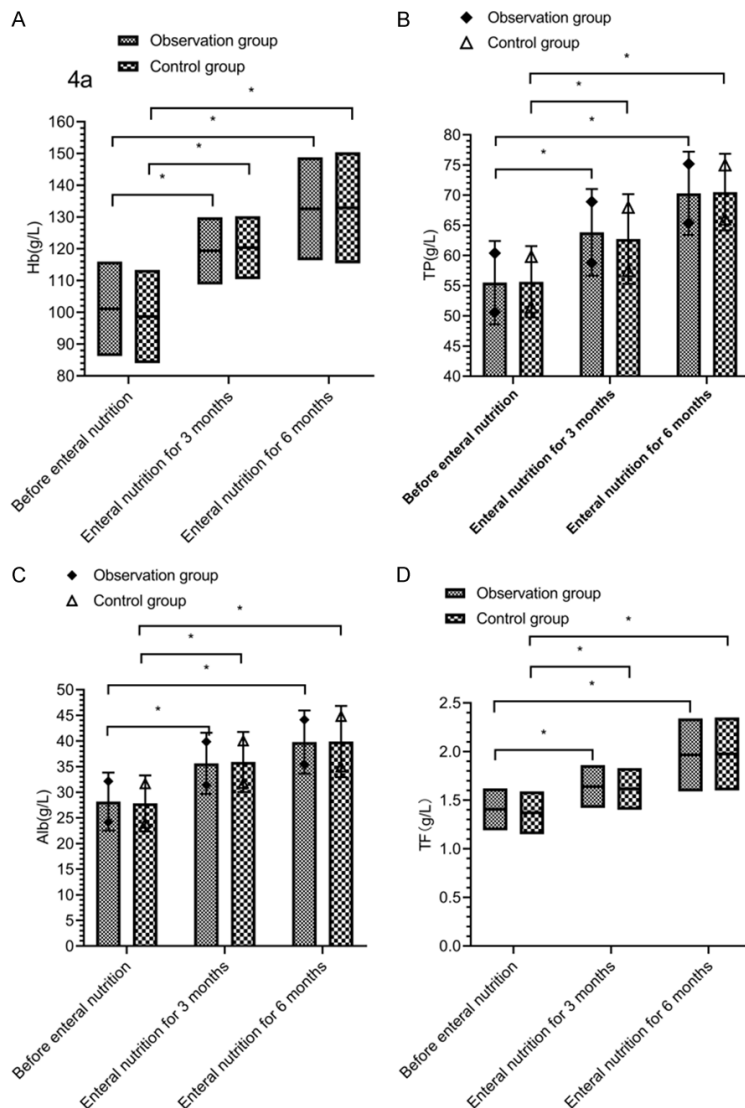 A
Observation group
Control group
4a
160
150
140
130
120
110
100
90
80
Hb(g/L)
*
*
*
*
Before enteral nutrition
Enteral nutrition for 3 months
Enteral nutrition for 6 months
B
Observation group
Control group
80
75
70
65
60
55
50
45
40
TP(g/L)
*
*
*
*
Before enteral nutrition
Enteral nutrition for 3 months
Enteral nutrition for 6 months
C
Observation group
Control group
50
45
40
35
30
25
20
15
10
5
0
Alb(g/L)
*
*
*
*
Before enteral nutrition
Enteral nutrition for 3 months
Enteral nutrition for 6 months
D
Observation group
Control group
2.5
2.0
1.5
1.0
0.5
0.0
TF(g/L)
*
*
*
*
Before enteral nutrition
Enteral nutrition for 3 months
Enteral nutrition for 6 months